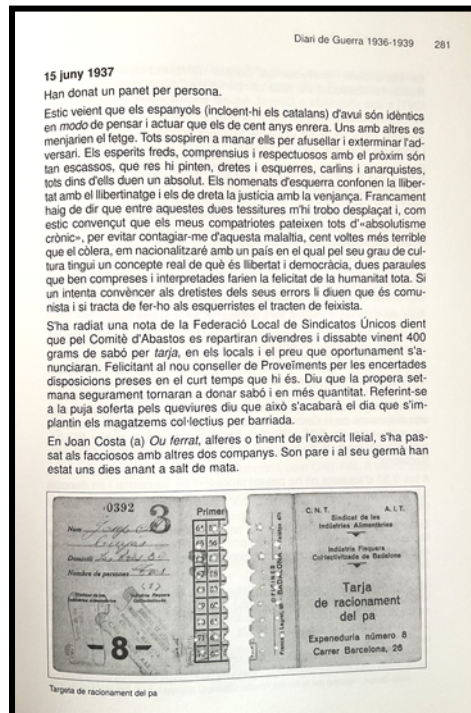 Diari de Guerra 1936-1939 281
15 juny 1937
Han donat un panet per persona.
Estic veient que els espanyols (incloent-hi els catalans) d'avui són idèntics
en modo de pensar i actuar que els de cent anys enrera. Uns amb altres es
menjarien el fetge. Tots sospiren a manar ells per afusellar i exterminar l'ad-
versari. Els esperits freds, comprensius i respectuosos amb el pròxim són
tan escassos, que res hi pinten, dretes i esquerres, carlins i anarquistes,
tots dins d'ells duen un absolut. Els nomenats d'esquerra confonen la lliber-
tat amb el llibertinatge i els de dreta la justícia amb la venjança. Francament
haig de dir que entre aquestes dues tessitures m'hi trobo desplaçat i, com
estic convençut que els meus compatriotes pateixen tots d'«absolutisme
crònic», per evitar contagiar-me d'aquesta malaltia, cent voltes més terrible
que el còlera, em nacionalitzaré amb un país en el qual pel seu grau de cul-
tura tingui un concepte real de què és llibertat i democràcia, dues paraules
que ben compreses i interpretades farien la felicitat de la humanitat tota. Si
un intenta convèncer als dretistes dels seus errors li diuen que és comu-
nista i si tracta de fer-ho als esquerristes el tracten de feixista.
S'ha radiat una nota de la Federació Local de Sindicatos Únicos dient
que pel Comitè d'Abastos es repartiran divendres i dissabte vinent 400
grams de sabó per tarja, en els locals i el preu que oportunament s'a-
nunciaran. Felicitant al nou conseller de Proveïments per les encertades
disposicions preses en el curt temps que hi és. Diu que la propera set-
mana segurament tornaran a donar sabó i en més quantitat. Referint-se
a la puja soferta pels queviures diu que això s'acabarà el dia que s'im-
plantin els magatzems col·lectius per barriada.
En Joan Costa (a) Ou ferrat, alferes o tinent de l'exèrcit lleial, s'ha pas-
sat als facciosos amb altres dos companys. Son pare i al seu germà han
estat uns dies anant a salt de mata.
0392 3 Primer
Nom
Domicili
Nombre de persones
- 8 -
OFICINES
BADALONA
C. N. T. A. I. T.
Sindicat de les
Indústries Alimentàries
Indústria Flequera
Col·lectivitzada de Badalona
Tarja
de racionament
del pa
Expeneduria número 8
Carrer Barcelona, 26
Targeta de racionament del pa